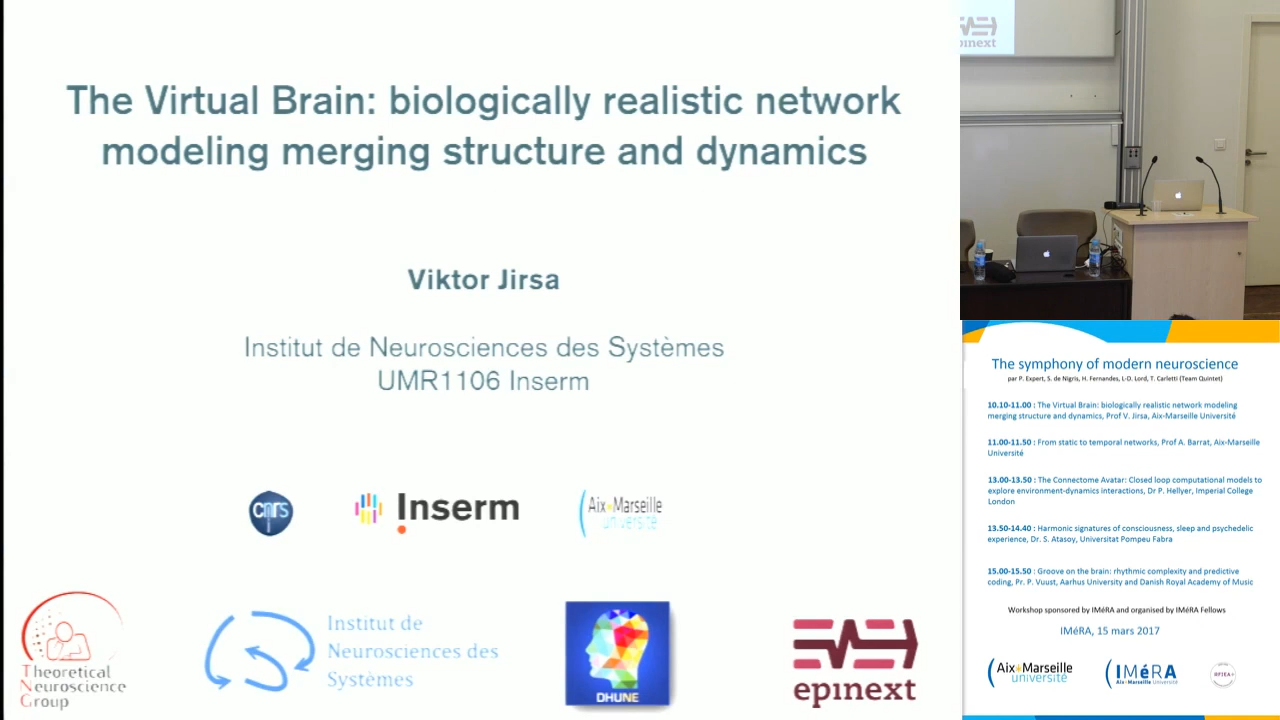 The Virtual Brain: biologically realistic network
modeling merging structure and dynamics
Viktor Jirsa
Institut de Neurosciences des Systèmes
UMR1106 Inserm
cnrs
Inserm
Aix*Marseille
université
Theoretical
Neuroscience
Group
Institut de
Neurosciences des
Systèmes
DHUNE
epinext
epinext
The symphony of modern neuroscience
par P. Expert, S. de Nigris, H. Fernandes, L-D. Lord, T. Carletti (Team Quintet)
10.10-11.00 : The Virtual Brain: biologically realistic network modeling
merging structure and dynamics, Prof V. Jirsa, Aix-Marseille Université
11.00-11.50 : From static to temporal networks, Prof A. Barrat, Aix-Marseille
Université
13.00-13.50 : The Connectome Avatar: Closed loop computational models to
explore environment-dynamics interactions, Dr P. Hellyer, Imperial College
London
13.50-14.40 : Harmonic signatures of consciousness, sleep and psychedelic
experience, Dr. S. Atasoy, Universitat Pompeu Fabra
15.00-15.50 : Groove on the brain: rhythmic complexity and predictive
coding, Pr. P. Vuust, Aarhus University and Danish Royal Academy of Music
Workshop sponsored by IMéRA and organised by IMéRA Fellows
IMéRA, 15 mars 2017
Aix*Marseille
université
IMéRA
Aix-Marseille Université
RFIEA+